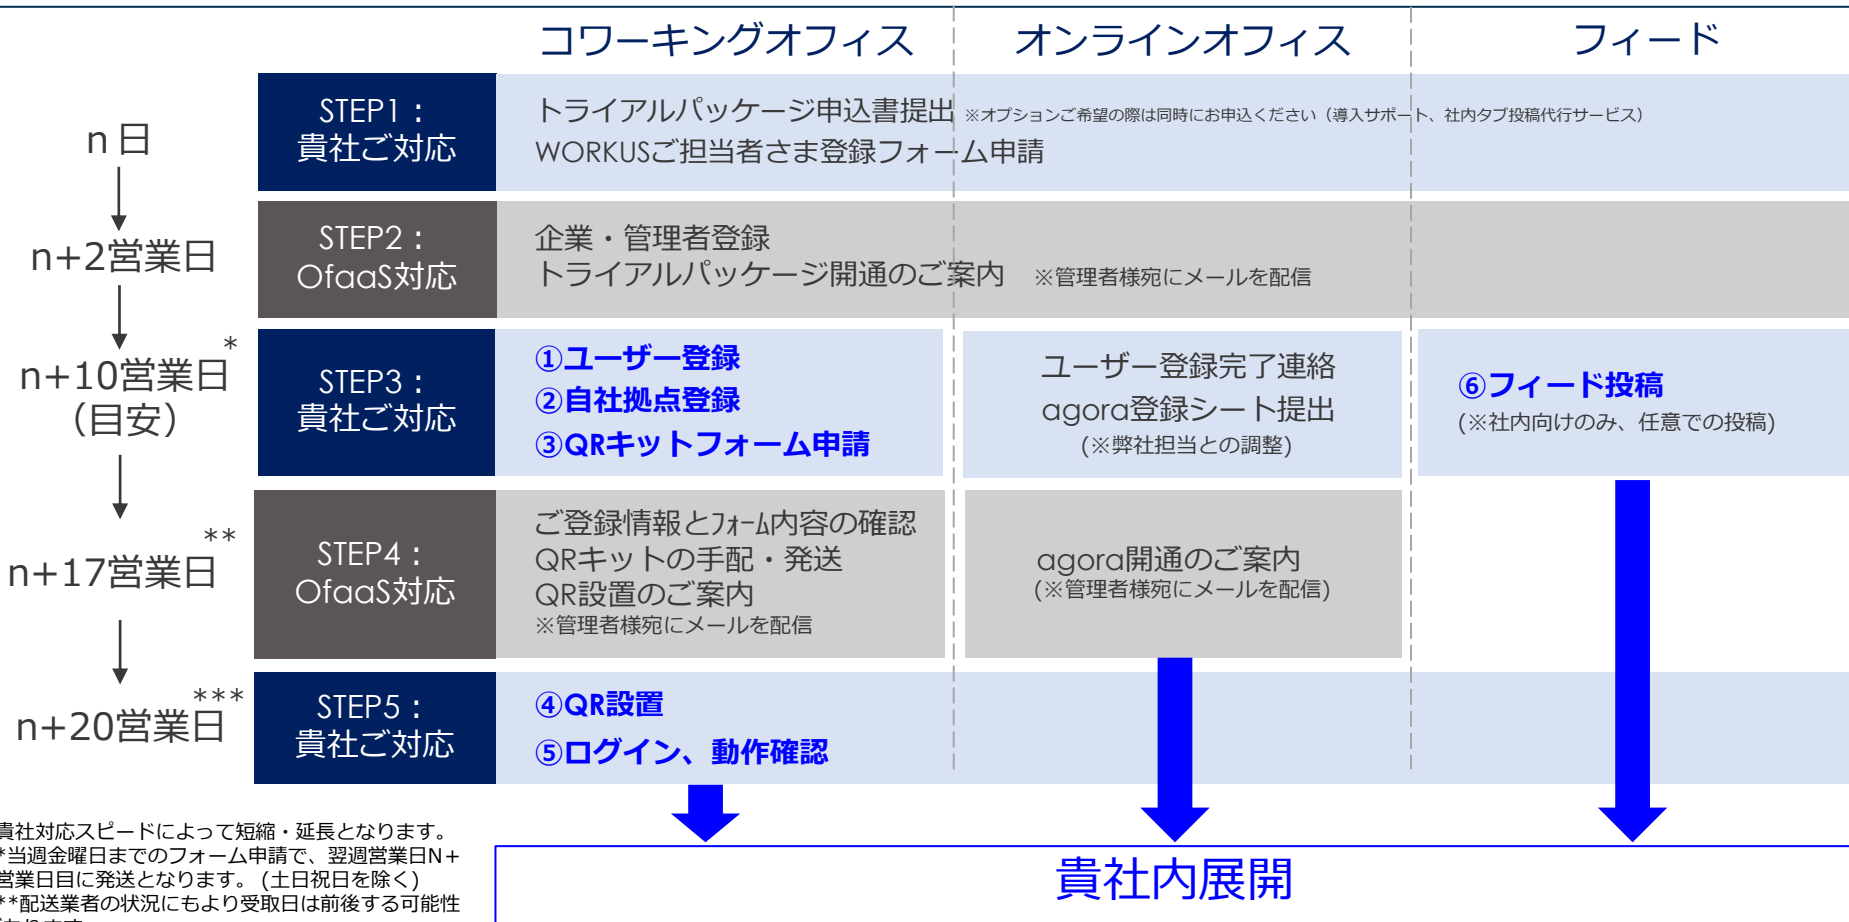 コワーキングオフィス
オンラインオフィス
フィード
n日
STEP1：
貴社ご対応
トライアルパッケージ申込書提出 ※オプションご希望の際は同時にお申込ください（導入サポート、社内タブ投稿代行サービス）
WORKUSご担当者さま登録フォーム申請
n+2営業日
STEP2：
OfaaS対応
企業・管理者登録
トライアルパッケージ開通のご案内 ※管理者様宛にメールを配信
n+10営業日*
（目安）
STEP3：
貴社ご対応
①ユーザー登録
②自社拠点登録
③QRキットフォーム申請
ユーザー登録完了連絡
agora登録シート提出
(※弊社担当との調整)
⑥フィード投稿
(※社内向けのみ、任意での投稿)
n+17営業日**
STEP4：
OfaaS対応
ご登録情報とﾌｫｰﾑ内容の確認
QRキットの手配・発送
QR設置のご案内
※管理者様宛にメールを配信
agora開通のご案内
(※管理者様宛にメールを配信)
n+20営業日***
STEP5：
貴社ご対応
④QR設置
⑤ログイン、動作確認
貴社対応スピードによって短縮・延長となります。
*当週金曜日までのフォーム申請で、翌週営業日N+
営業日目に発送となります。(土日祝日を除く)
**配送業者の状況にもより受取日は前後する可能性
貴社内展開